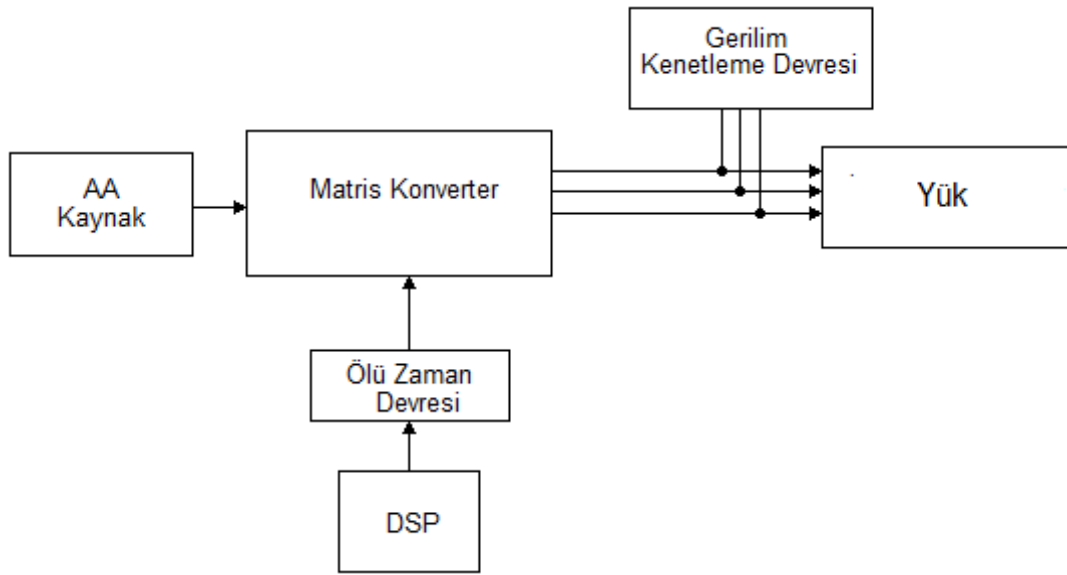 Gerilim
Kenetleme Devresi
AA
Kaynak
Matris Konverter
Yük
Ölü Zaman
Devresi
DSP